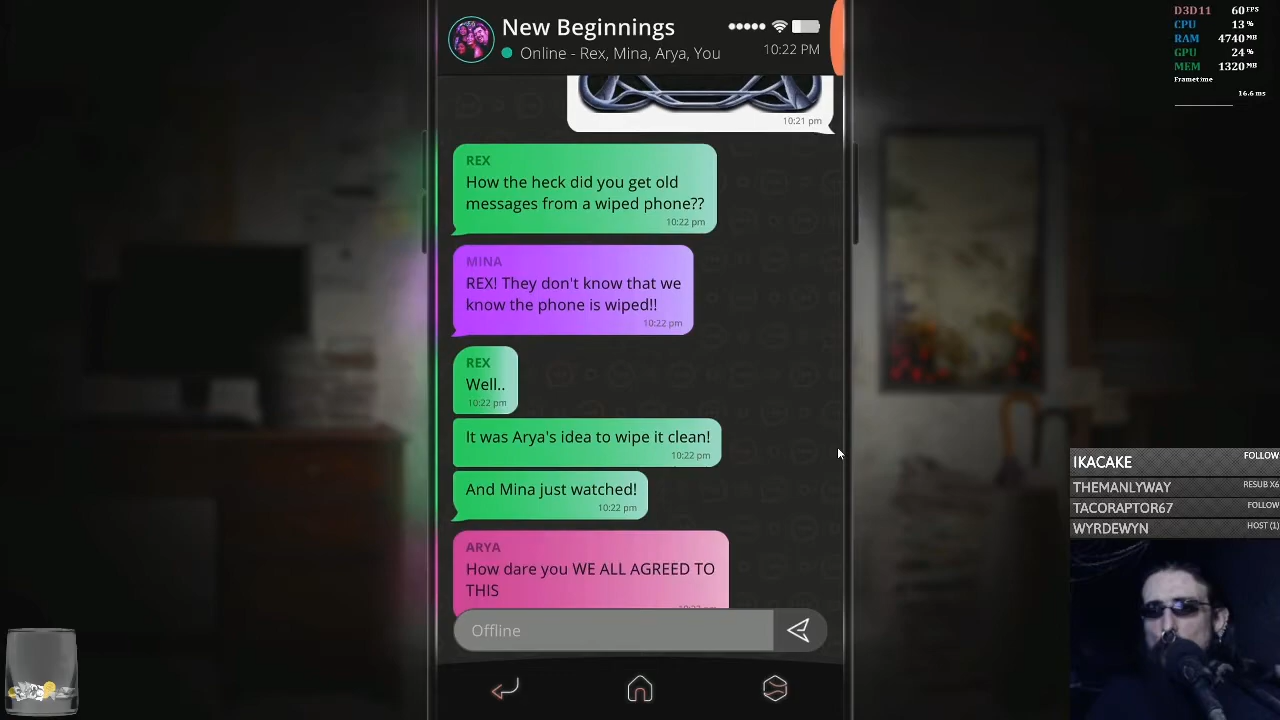 New Beginnings
Online - Rex, Mina, Arya, You
10:22 PM
10:21 pm
REX
How the heck did you get old
messages from a wiped phone??
10:22 pm
MINA
REX! They don't know that we
know the phone is wiped!!
10:22 pm
REX
Well..
10:22 pm
It was Arya's idea to wipe it clean!
10:22 pm
And Mina just watched!
10:22 pm
ARYA
How dare you WE ALL AGREED TO
THIS
Offline
D3D11 60 FPS
CPU 13 %
RAM 4740 MB
GPU 24 %
MEM 1320 MB
Frametime
16.6 ms
IKACAKE FOLLOW
THEMANLYWAY RESUB X6
TACORAPTOR67 FOLLOW
WYRDEWYN HOST (1)